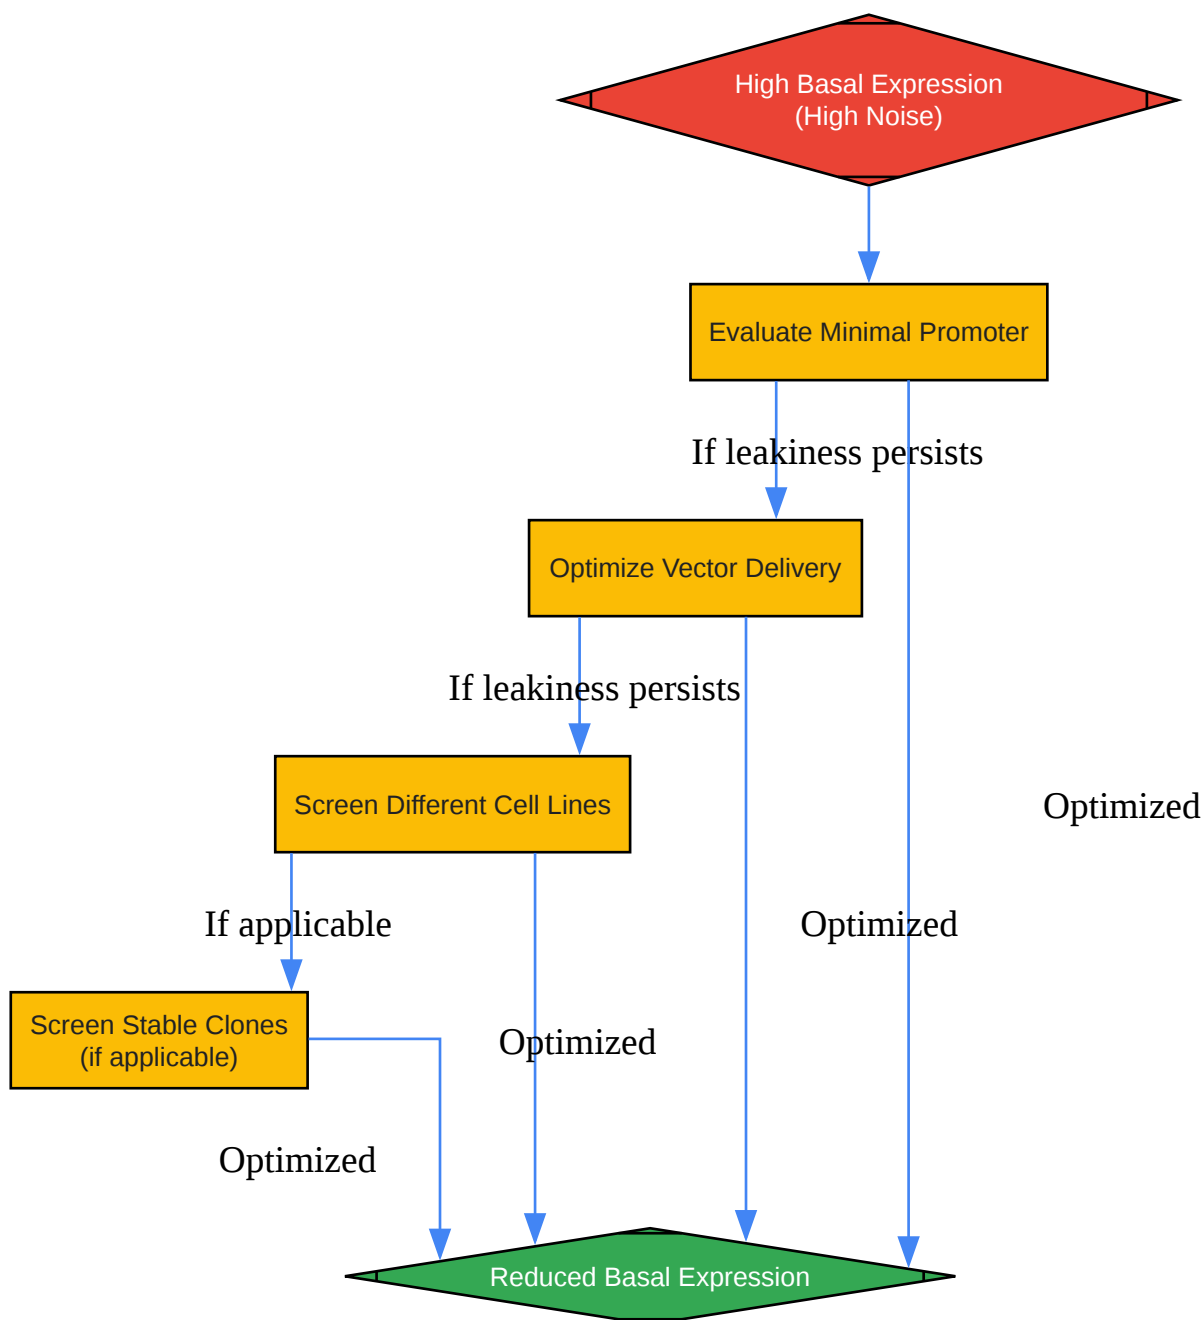 High Basal Expression
(High Noise)
Evaluate Minimal Promoter
If leakiness persists
Optimize Vector Delivery
If leakiness persists
Screen Different Cell Lines
Optimized
If applicable
Optimized
Screen Stable Clones
(if applicable)
Optimized
Optimized
Reduced Basal Expression